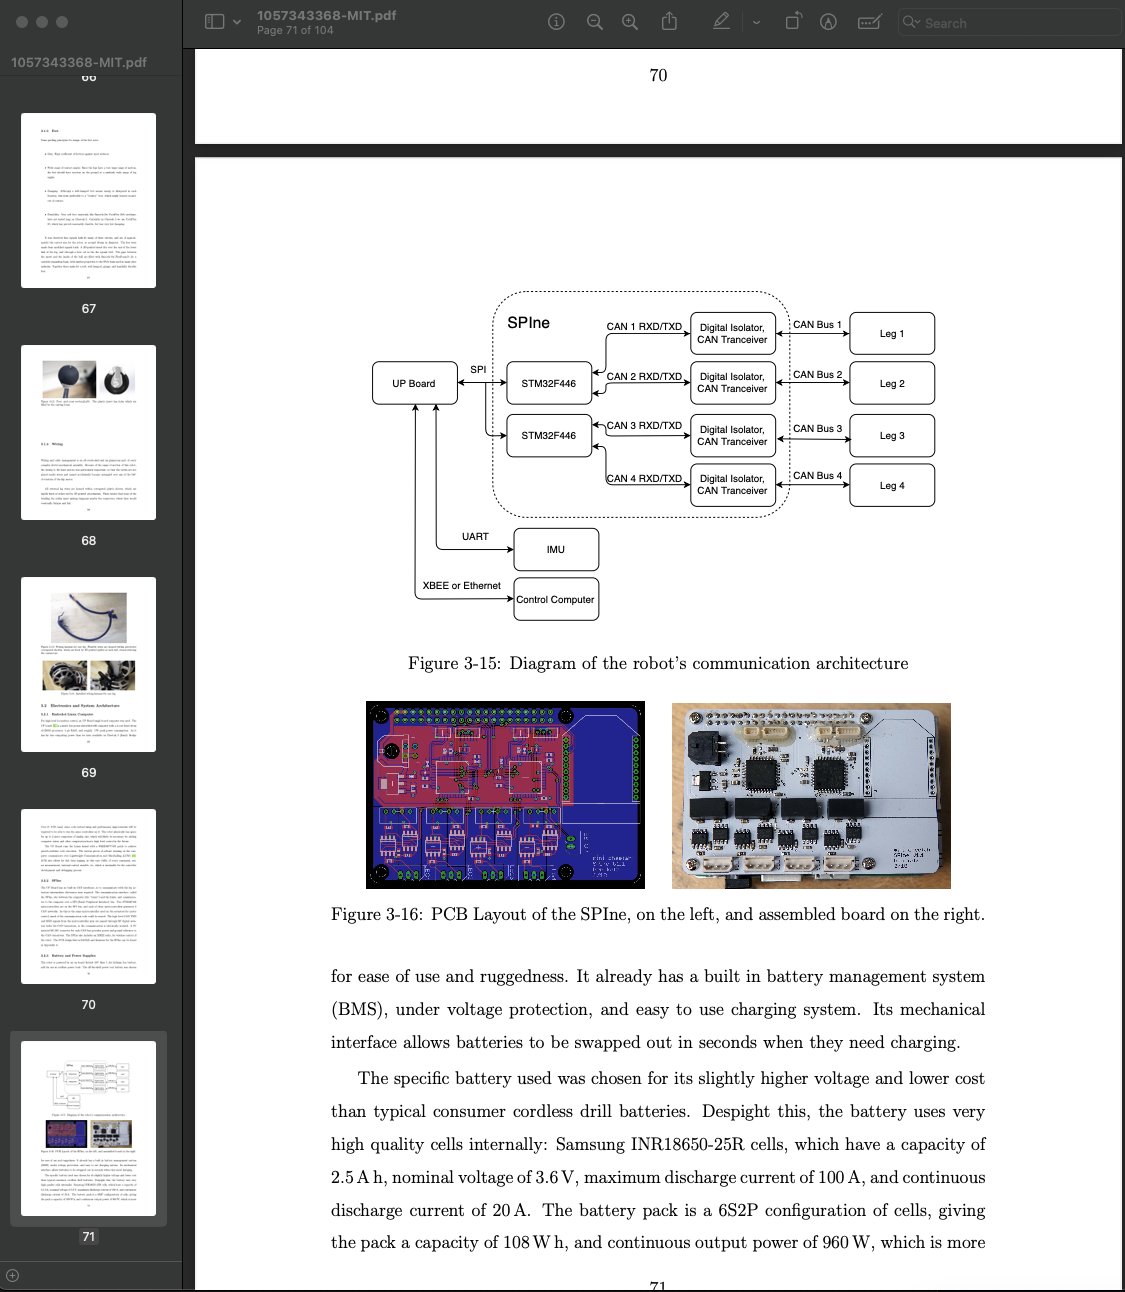 1057343368-MIT.pdf
Page 71 of 104
Search
1057343368-MIT.pdf
66
67
68
69
70
71
70
SPIne
UP Board
SPI
STM32F446
STM32F446
CAN 1 RXD/TXD
CAN 2 RXD/TXD
CAN 3 RXD/TXD
CAN 4 RXD/TXD
Digital Isolator,
CAN Tranceiver
Digital Isolator,
CAN Tranceiver
Digital Isolator,
CAN Tranceiver
Digital Isolator,
CAN Tranceiver
CAN Bus 1
CAN Bus 2
CAN Bus 3
CAN Bus 4
Leg 1
Leg 2
Leg 3
Leg 4
UART
IMU
XBEE or Ethernet
Control Computer
Figure 3-15: Diagram of the robot's communication architecture
Figure 3-16: PCB Layout of the SPIne, on the left, and assembled board on the right.
for ease of use and ruggedness. It already has a built in battery management system
(BMS), under voltage protection, and easy to use charging system. Its mechanical
interface allows batteries to be swapped out in seconds when they need charging.
The specific battery used was chosen for its slightly higher voltage and lower cost
than typical consumer cordless drill batteries. Despight this, the battery uses very
high quality cells internally: Samsung INR18650-25R cells, which have a capacity of
2.5 A h, nominal voltage of 3.6 V, maximum discharge current of 100 A, and continuous
discharge current of 20 A. The battery pack is a 6S2P configuration of cells, giving
the pack a capacity of 108 W h, and continuous output power of 960 W, which is more
71